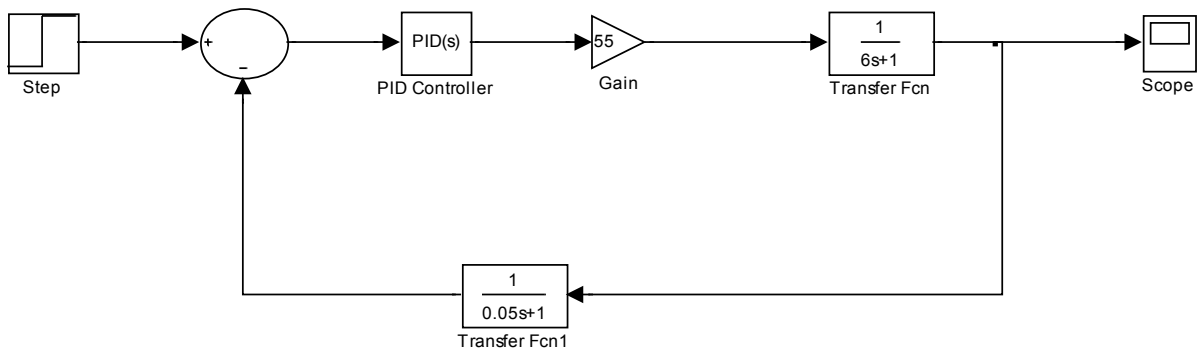 Step
+
−
PID(s)
PID Controller
55
Gain
1
6s+1
Transfer Fcn
Scope
1
0.05s+1
Transfer Fcn1